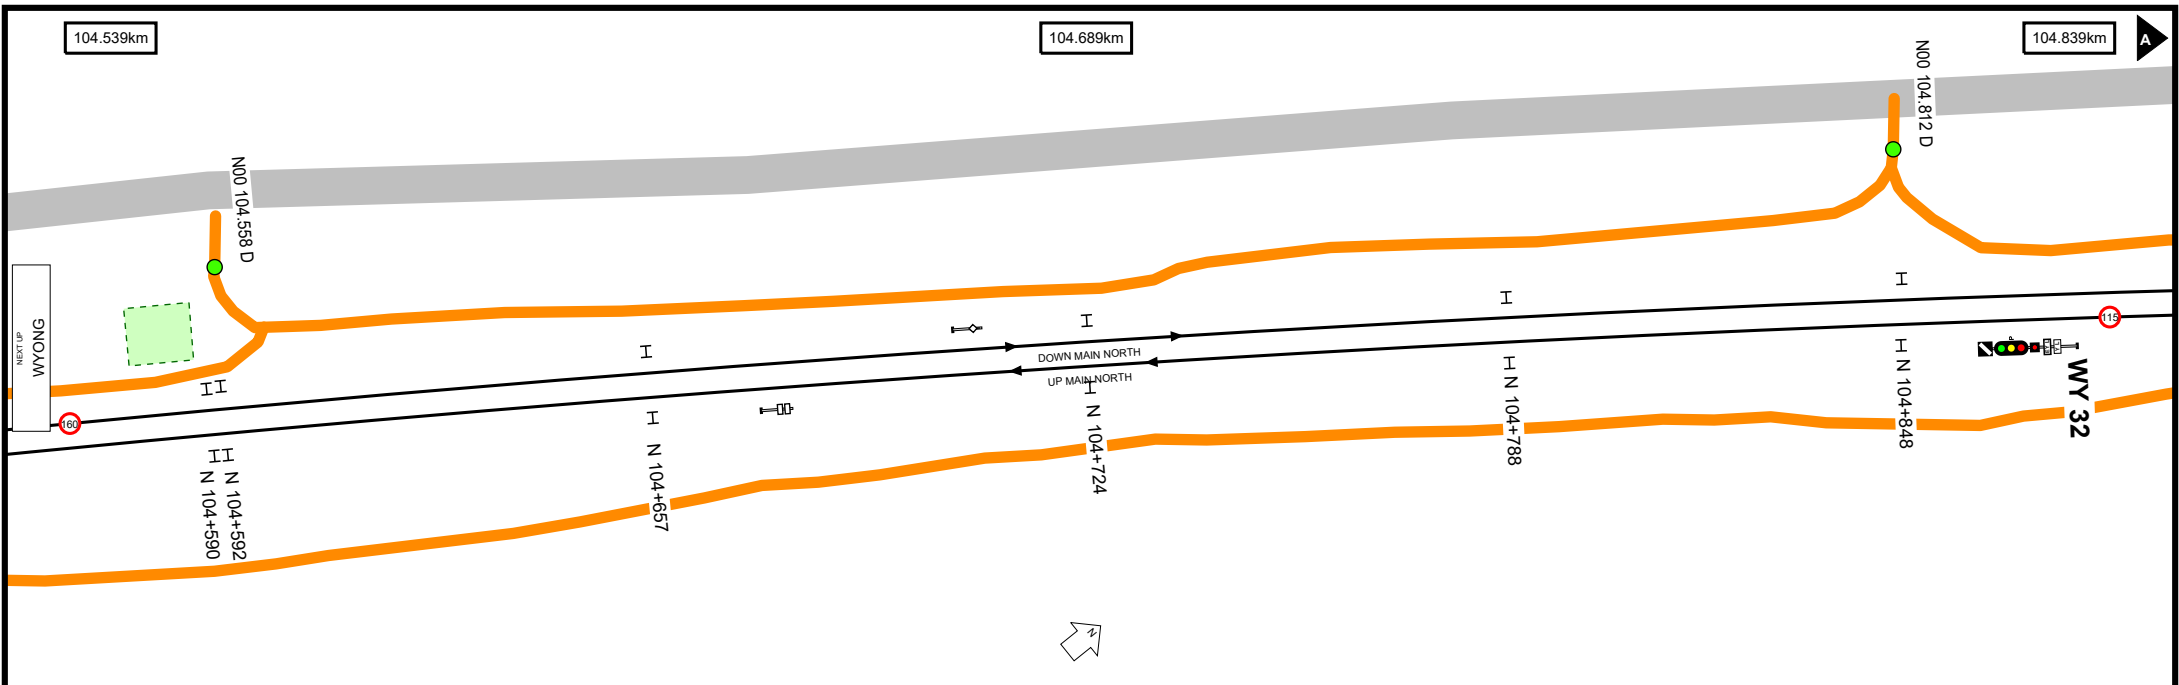 104.539km
104.689km
104.839km
A
N00 104.558 D
N00 104.812 D
NEXT UP
WYONG
160
115
DOWN MAIN NORTH
UP MAIN NORTH
WY 32
N 104+590
N 104+592
N 104+657
N 104+724
N 104+788
N 104+848
N